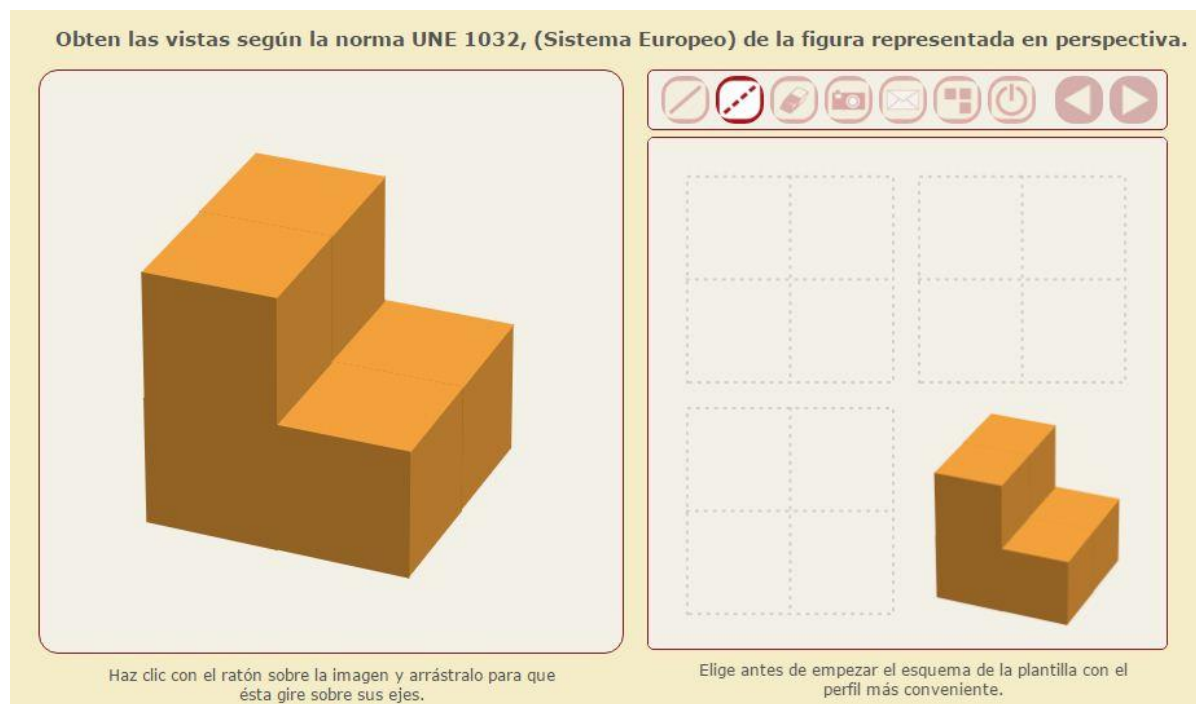 Obten las vistas según la norma UNE 1032, (Sistema Europeo) de la figura representada en perspectiva.
Haz clic con el ratón sobre la imagen y arrástralo para que
ésta gire sobre sus ejes.
Elige antes de empezar el esquema de la plantilla con el
perfil más conveniente.